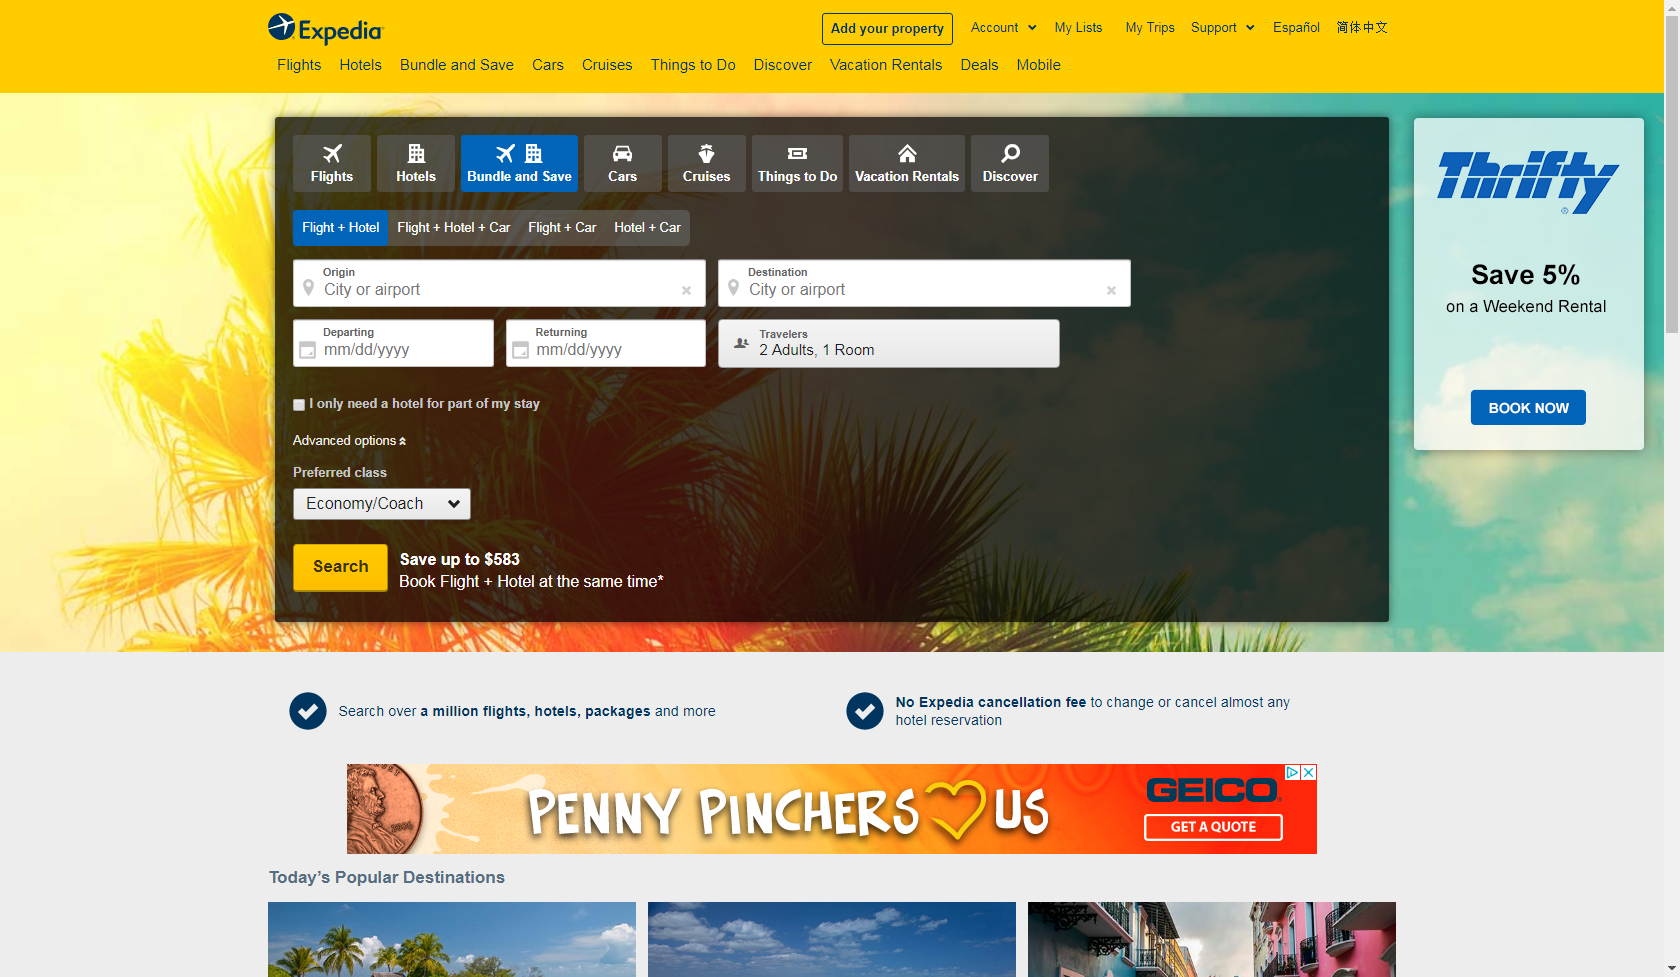 Expedia
Add your property
Account
My Lists
My Trips
Support
Español
简体中文
Flights
Hotels
Bundle and Save
Cars
Cruises
Things to Do
Discover
Vacation Rentals
Deals
Mobile
Flights
Hotels
Bundle and Save
Cars
Cruises
Things to Do
Vacation Rentals
Discover
Flight + Hotel
Flight + Hotel + Car
Flight + Car
Hotel + Car
Origin
City or airport
Destination
City or airport
Departing
mm/dd/yyyy
Returning
mm/dd/yyyy
Travelers
2 Adults, 1 Room
I only need a hotel for part of my stay
Advanced options
Preferred class
Economy/Coach
Search
Save up to $583
Book Flight + Hotel at the same time*
Thrifty®
Save 5%
on a Weekend Rental
BOOK NOW
Search over a million flights, hotels, packages and more
No Expedia cancellation fee to change or cancel almost any
hotel reservation
PENNY PINCHERS US
GEICO
GET A QUOTE
Today’s Popular Destinations